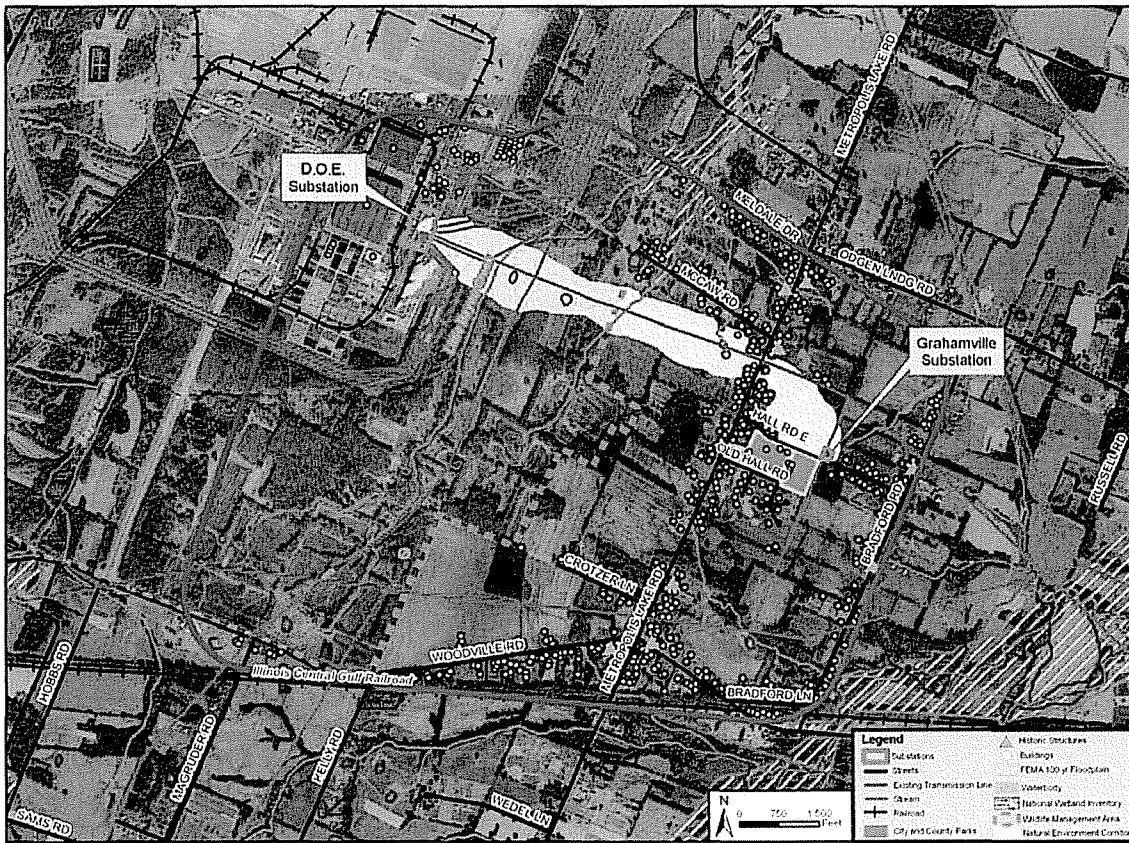 D.O.E.
Substation
METROPOLIS LAKE RD
MELDALE DR
OGDEN LNDG RD
MCCAW RD
Grahamville
Substation
HALL RD E
OLD HALL RD
BRADFORD RD
RUSSELL RD
CROTZER LN
METROPOLIS LAKE RD
WOODVILLE RD
Illinois Central Gulf Railroad
BRADFORD LN
HOBBS RD
MAGRUDER RD
PELLY RD
WEDEL LN
SAMS RD
N
0 750 1,500
Feet
Legend
Substations
Streets
Existing Transmission Line
Stream
Railroad
City and County Parks
Historic Structures
Buildings
FEMA 100 yr Floodplain
Waterbody
National Wetland Inventory
Wildlife Management Area
Natural Environment Corridor